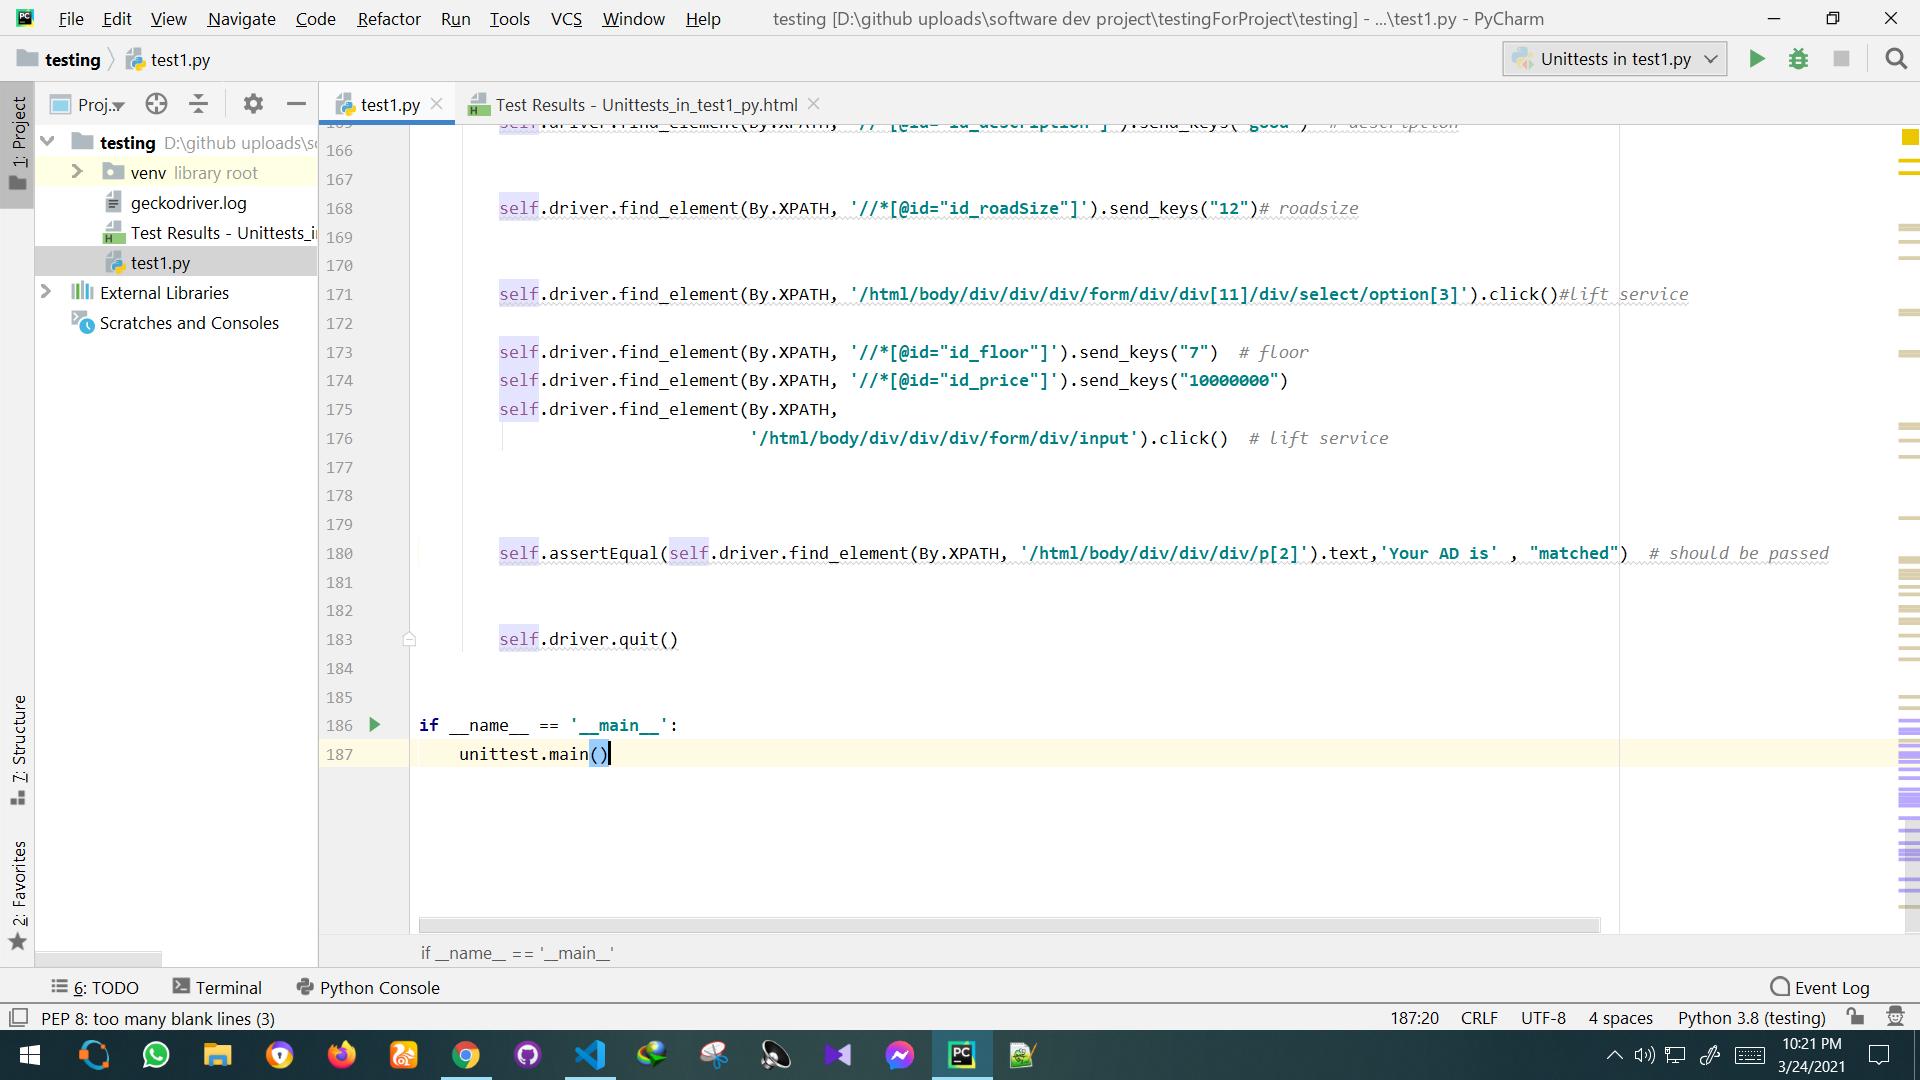 File Edit View Navigate Code Refactor Run Tools VCS Window Help testing [D:\github uploads\software dev project\testingForProject\testing] - ...\test1.py - PyCharm
testing test1.py Unittests in test1.py
1: Project
Proj... test1.py Test Results - Unittests_in_test1_py.html
testing D:\github uploads\s
venv library root
geckodriver.log
Test Results - Unittests_i
test1.py
External Libraries
Scratches and Consoles
7: Structure
2: Favorites
165 self.driver.find_element(By.XPATH, '//*[@id="id_description"]').send_keys("good") # description
166
167
168 self.driver.find_element(By.XPATH, '//*[@id="id_roadSize"]').send_keys("12")# roadsize
169
170
171 self.driver.find_element(By.XPATH, '/html/body/div/div/div/form/div/div[11]/div/select/option[3]').click()#lift service
172
173 self.driver.find_element(By.XPATH, '//*[@id="id_floor"]').send_keys("7") # floor
174 self.driver.find_element(By.XPATH, '//*[@id="id_price"]').send_keys("10000000")
175 self.driver.find_element(By.XPATH,
176 '/html/body/div/div/div/form/div/input').click() # lift service
177
178
179
180 self.assertEqual(self.driver.find_element(By.XPATH, '/html/body/div/div/div/p[2]').text,'Your AD is' , "matched") # should be passed
181
182
183 self.driver.quit()
184
185
186 if __name__ == '__main__':
187 unittest.main()
if __name__ == '__main__'
6: TODO Terminal Python Console Event Log
PEP 8: too many blank lines (3) 187:20 CRLF UTF-8 4 spaces Python 3.8 (testing)
10:21 PM
3/24/2021